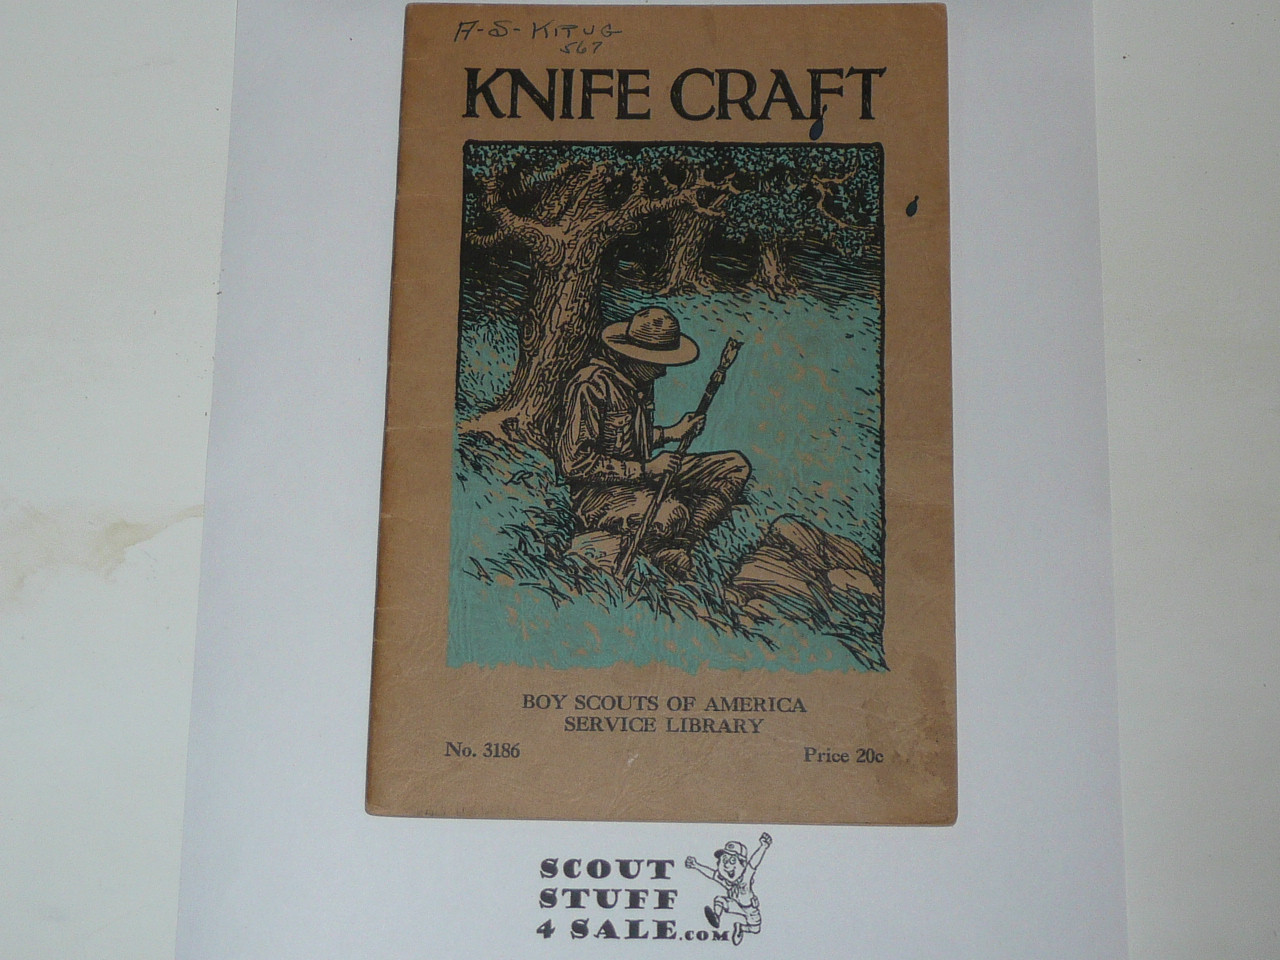 A-S-KITUG
567
KNIFE CRAFT
BOY SCOUTS OF AMERICA
SERVICE LIBRARY
No. 3186
Price 20c
SCOUT
STUFF
4 SALE.COM